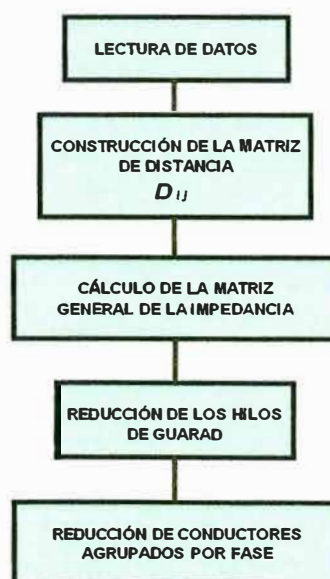 LECTURA DE DATOS
CONSTRUCCIÓN DE LA MATRIZ
DE DISTANCIA
D ij
CÁLCULO DE LA MATRIZ
GENERAL DE LA IMPEDANCIA
REDUCCIÓN DE LOS HILOS
DE GUARAD
REDUCCIÓN DE CONDUCTORES
AGRUPADOS POR FASE